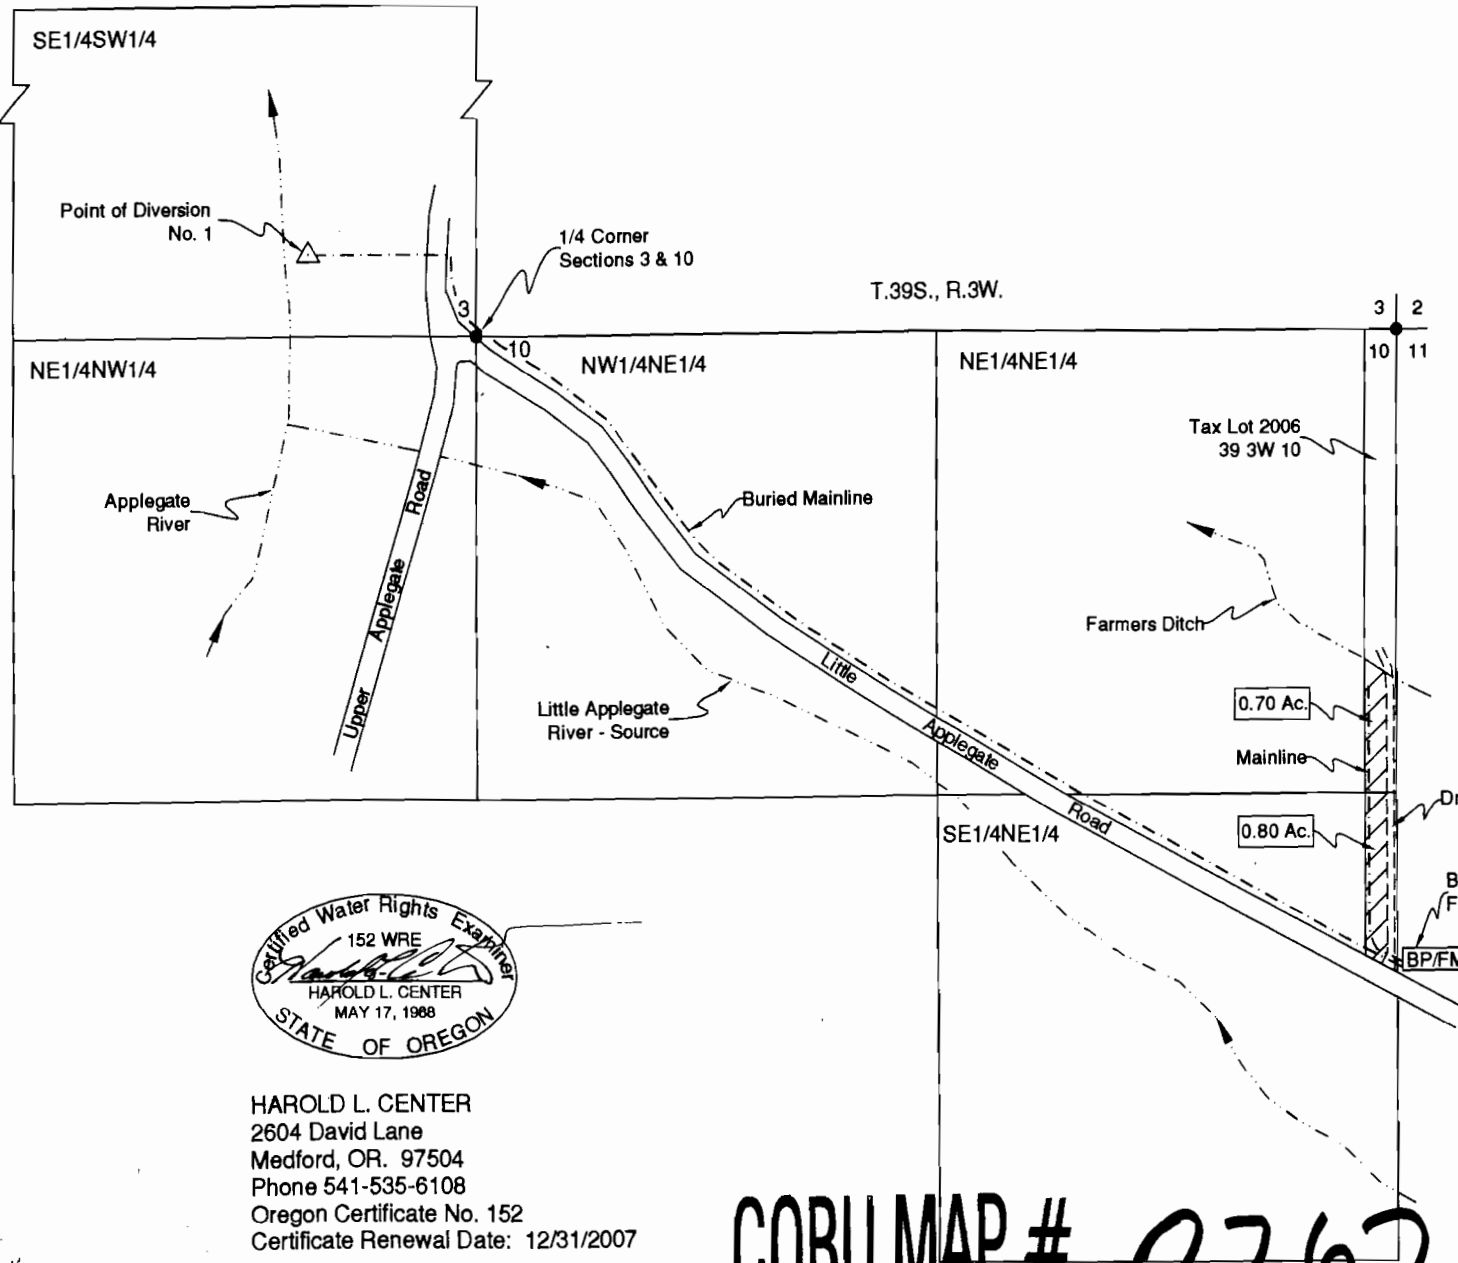 SE1/4SW1/4
Point of Diversion
No. 1
1/4 Corner
Sections 3 & 10
T.39S., R.3W.
3
3 2
10
10 11
NE1/4NW1/4
NW1/4NE1/4
NE1/4NE1/4
Tax Lot 2006
39 3W 10
Applegate
River
Upper Applegate Road
Buried Mainline
Farmers Ditch
Little Applegate Road
Little Applegate
River - Source
0.70 Ac.
Mainline
0.80 Ac.
SE1/4NE1/4
BP/FM
Certified Water Rights Examiner
152 WRE
HAROLD L. CENTER
MAY 17, 1988
STATE OF OREGON
HAROLD L. CENTER
2604 David Lane
Medford, OR. 97504
Phone 541-535-6108
Oregon Certificate No. 152
Certificate Renewal Date: 12/31/2007
COBU MAP #